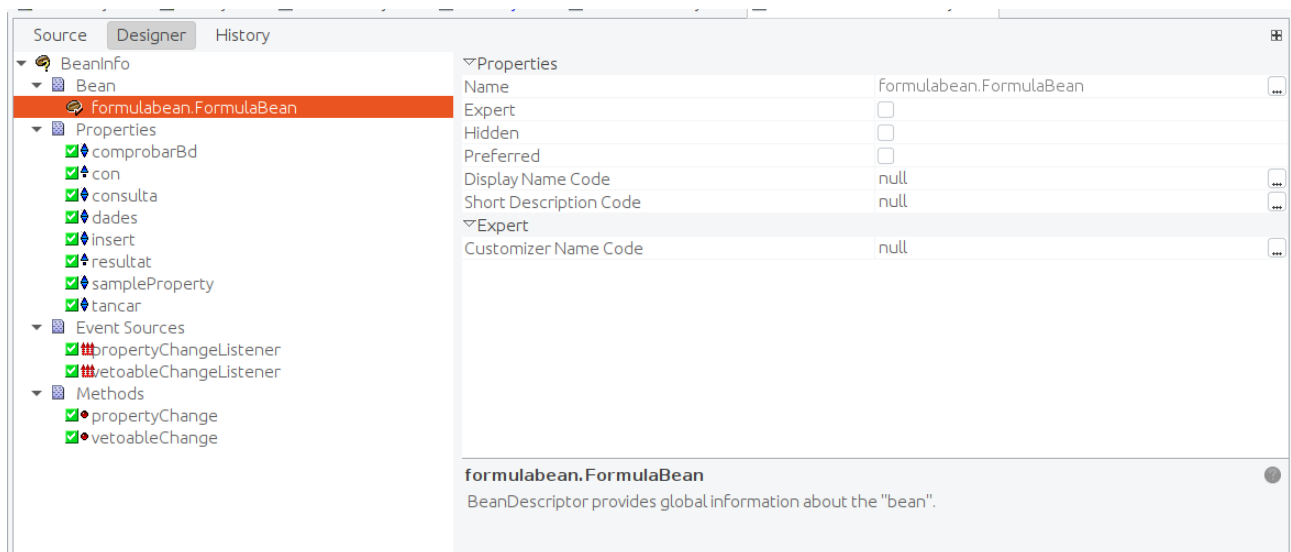 Source Designer History
BeanInfo
Bean
formulabean.FormulaBean
Properties
comprobarBd
con
consulta
dades
insert
resultat
sampleProperty
tancar
Event Sources
propertyChangeListener
vetoableChangeListener
Methods
propertyChange
vetoableChange
Properties
Name formulabean.FormulaBean ...
Expert
Hidden
Preferred
Display Name Code null ...
Short Description Code null ...
Expert
Customizer Name Code null ...
formulabean.FormulaBean ?
BeanDescriptor provides global information about the "bean".